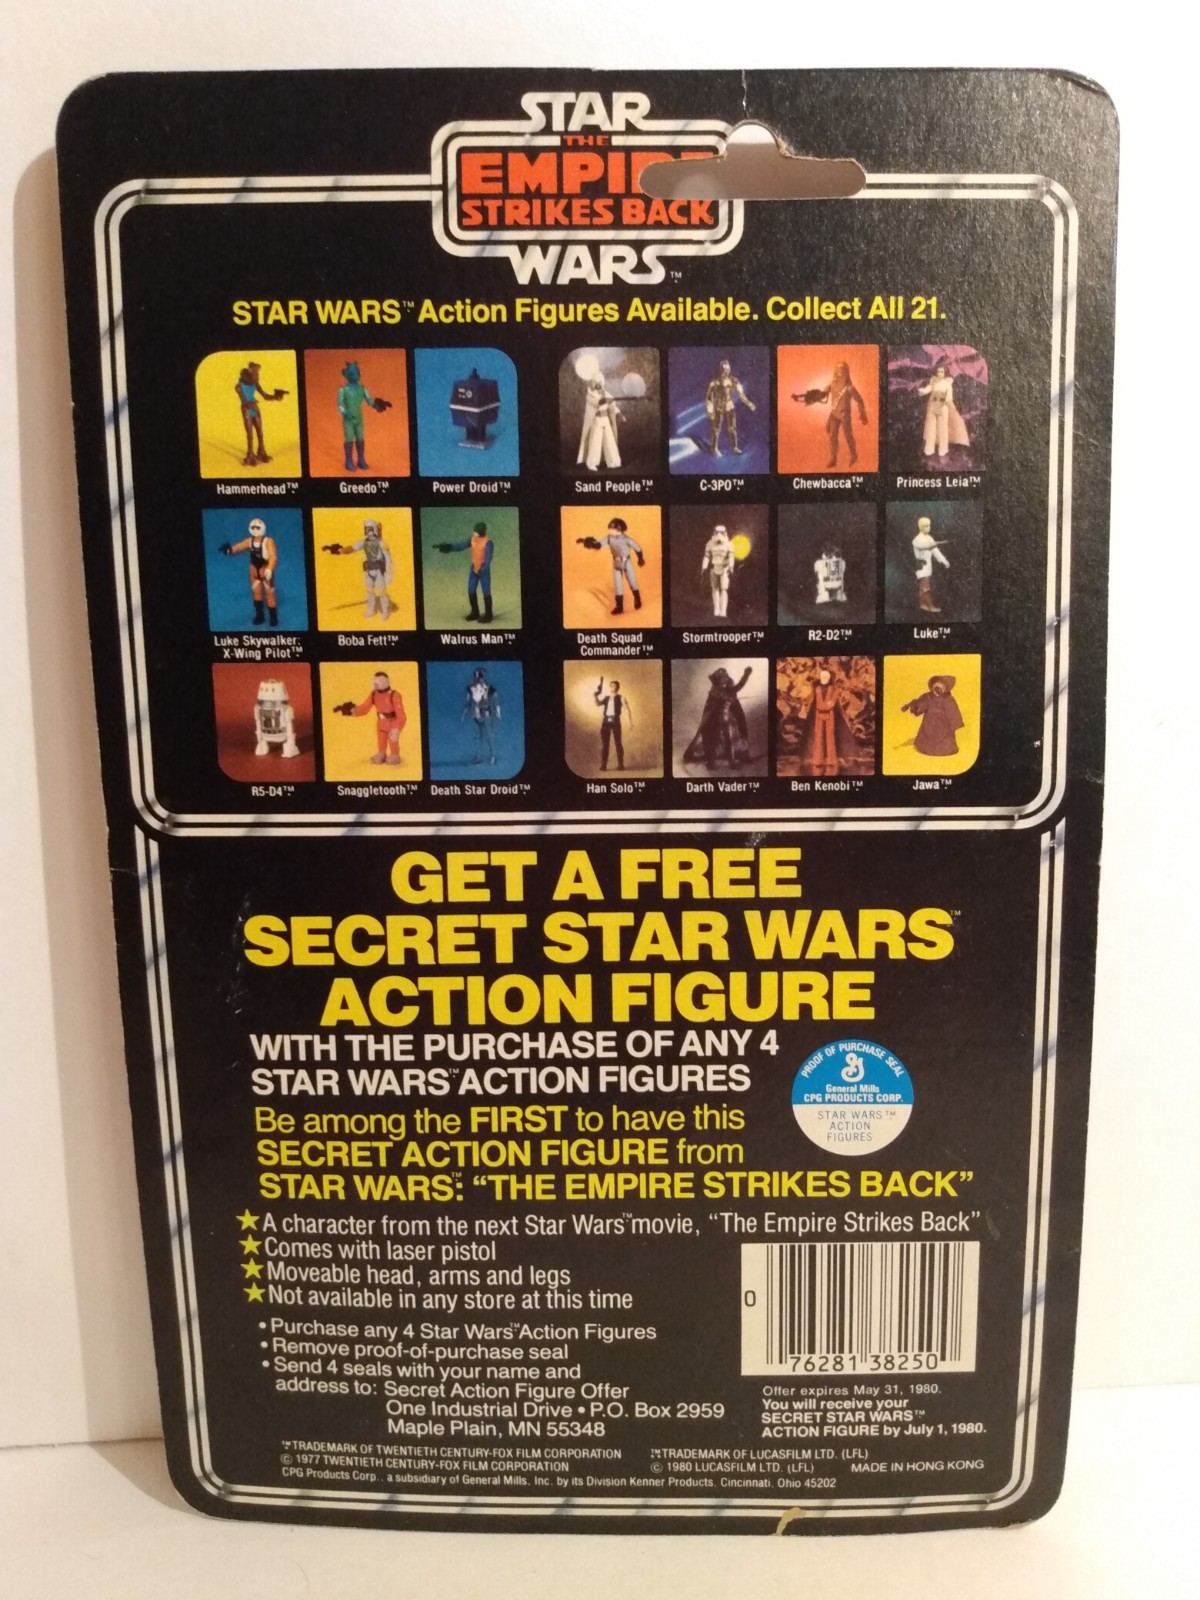 STAR
THE
EMPI
STRIKES BACK
WARS™
STAR WARS™ Action Figures Available. Collect All 21.
Hammerhead™ Greedo™ Power Droid™ Sand People™ C-3PO™ Chewbacca™ Princess Leia™
Luke Skywalker: Boba Fett™ Walrus Man™ Death Squad Stormtrooper™ R2-D2™ Luke™
X-Wing Pilot™ Commander™
R5-D4™ Snaggletooth™ Death Star Droid™ Han Solo™ Darth Vader™ Ben Kenobi™ Jawa™
GET A FREE
SECRET STAR WARS™
ACTION FIGURE
WITH THE PURCHASE OF ANY 4
STAR WARS™ ACTION FIGURES
PROOF OF PURCHASE SEAL
G
General Mills
CPG PRODUCTS CORP.
STAR WARS™
ACTION
FIGURES
Be among the FIRST to have this
SECRET ACTION FIGURE from
STAR WARS™: "THE EMPIRE STRIKES BACK"
★A character from the next Star Wars™ movie, "The Empire Strikes Back"
★Comes with laser pistol
★Moveable head, arms and legs
★Not available in any store at this time
• Purchase any 4 Star Wars™ Action Figures
• Remove proof-of-purchase seal
• Send 4 seals with your name and
address to: Secret Action Figure Offer
One Industrial Drive • P.O. Box 2959
Maple Plain, MN 55348
0 76281 38250
Offer expires May 31, 1980.
You will receive your
SECRET STAR WARS™
ACTION FIGURE by July 1, 1980.
™TRADEMARK OF TWENTIETH CENTURY-FOX FILM CORPORATION ™TRADEMARK OF LUCASFILM LTD. (LFL)
© 1977 TWENTIETH CENTURY-FOX FILM CORPORATION © 1980 LUCASFILM LTD. (LFL) MADE IN HONG KONG
CPG Products Corp., a subsidiary of General Mills, Inc. by its Division Kenner Products, Cincinnati, Ohio 45202